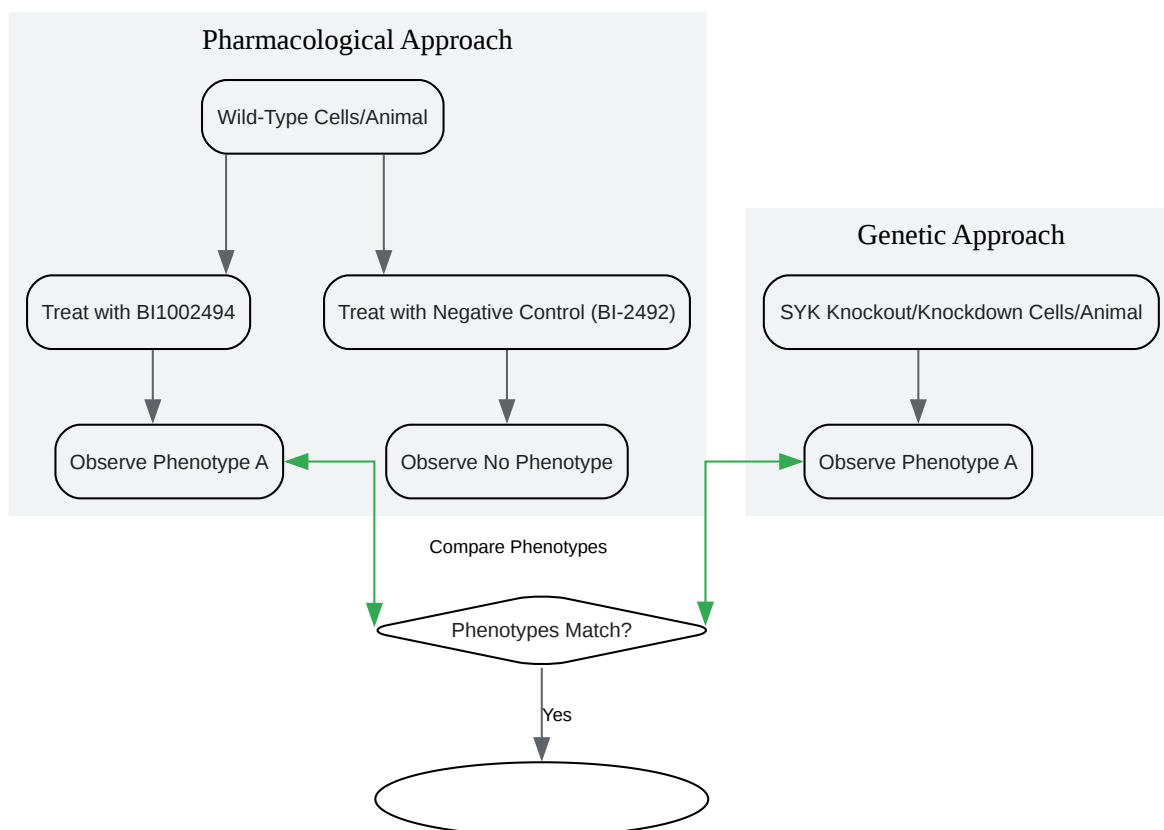 Pharmacological Approach
Wild-Type Cells/Animal
Genetic Approach
Treat with BI1002494
Treat with Negative Control (BI-2492)
SYK Knockout/Knockdown Cells/Animal
Observe Phenotype A
Observe No Phenotype
Observe Phenotype A
Compare Phenotypes
Phenotypes Match?
Yes